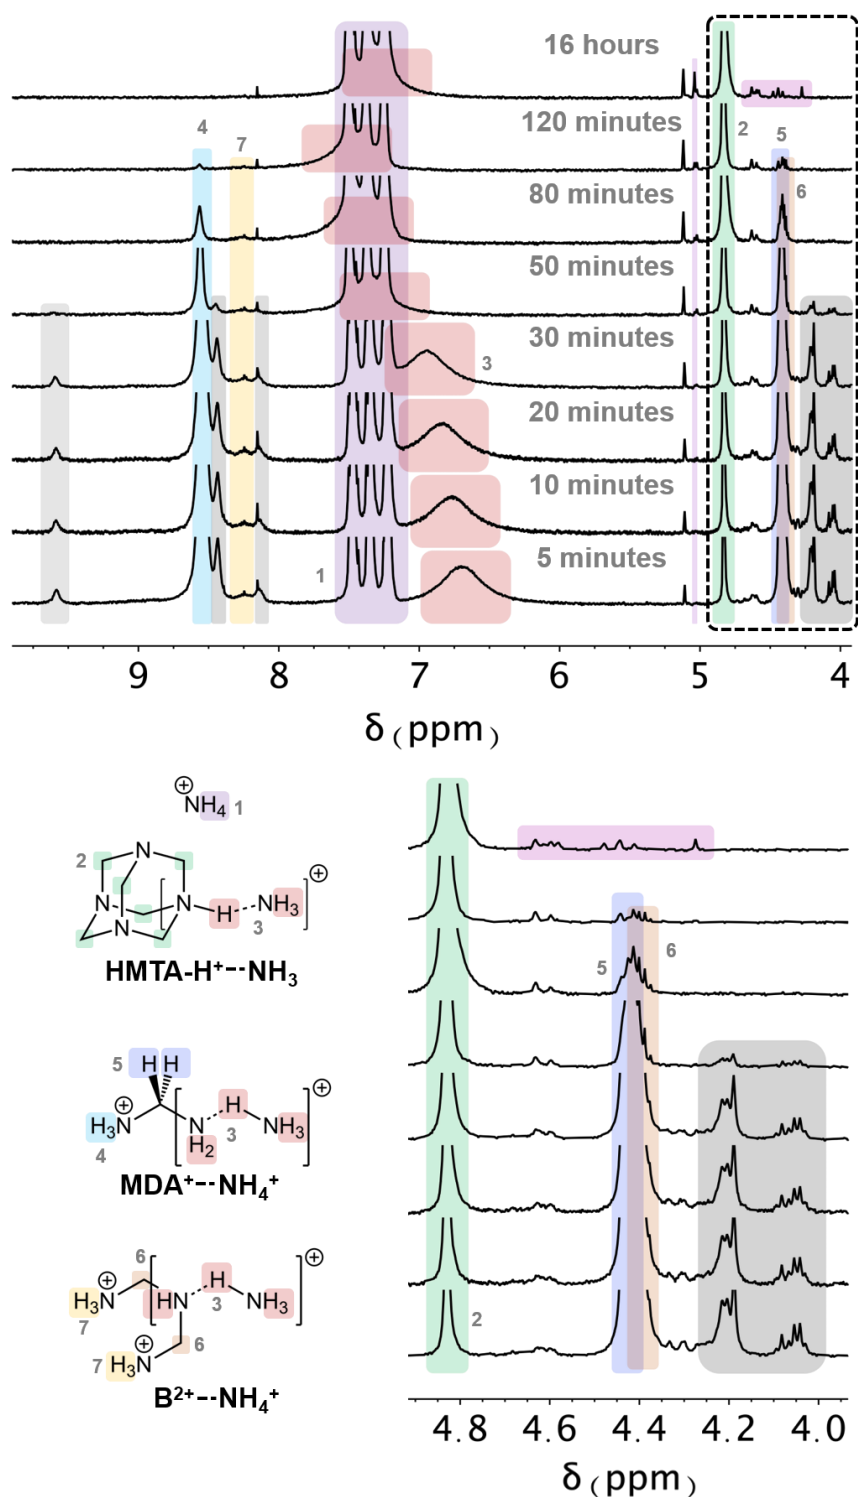 16 hours
120 minutes
4
7
2
5
80 minutes
6
50 minutes
30 minutes
3
20 minutes
10 minutes
5 minutes
1
9 8 7 6 5 4
δ (ppm)
⊕
NH4 1
2
N
N N H NH3 ⊕
N
3
HMTA-H⁺--NH₃
5 H H
H3N ⊕ N H2 H NH3 ⊕
4 3
MDA⁺--NH₄⁺
6
H3N ⊕ HN H NH3 ⊕
7 3
6
7 H3N ⊕
B²⁺--NH₄⁺
5 6
2
4.8 4.6 4.4 4.2 4.0
δ (ppm)